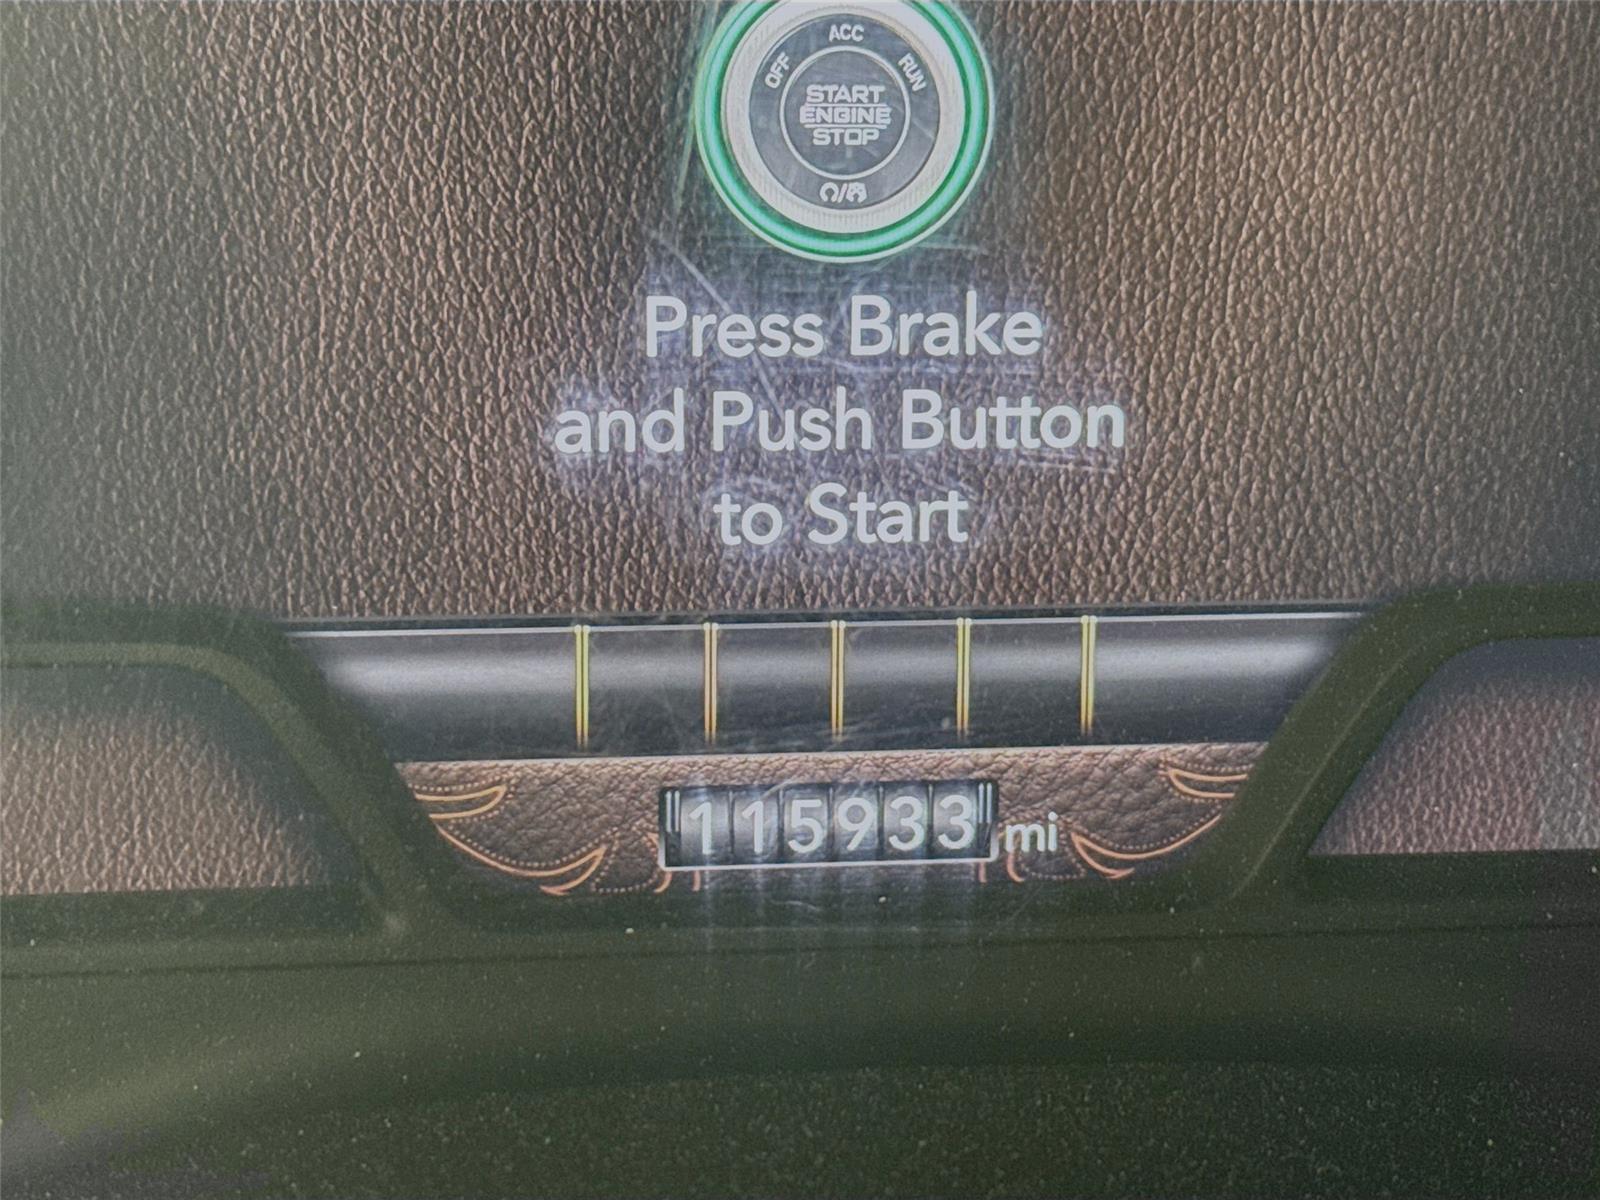 ACC
OFF
RUN
START
ENGINE
STOP
Press Brake
and Push Button
to Start
115933 mi